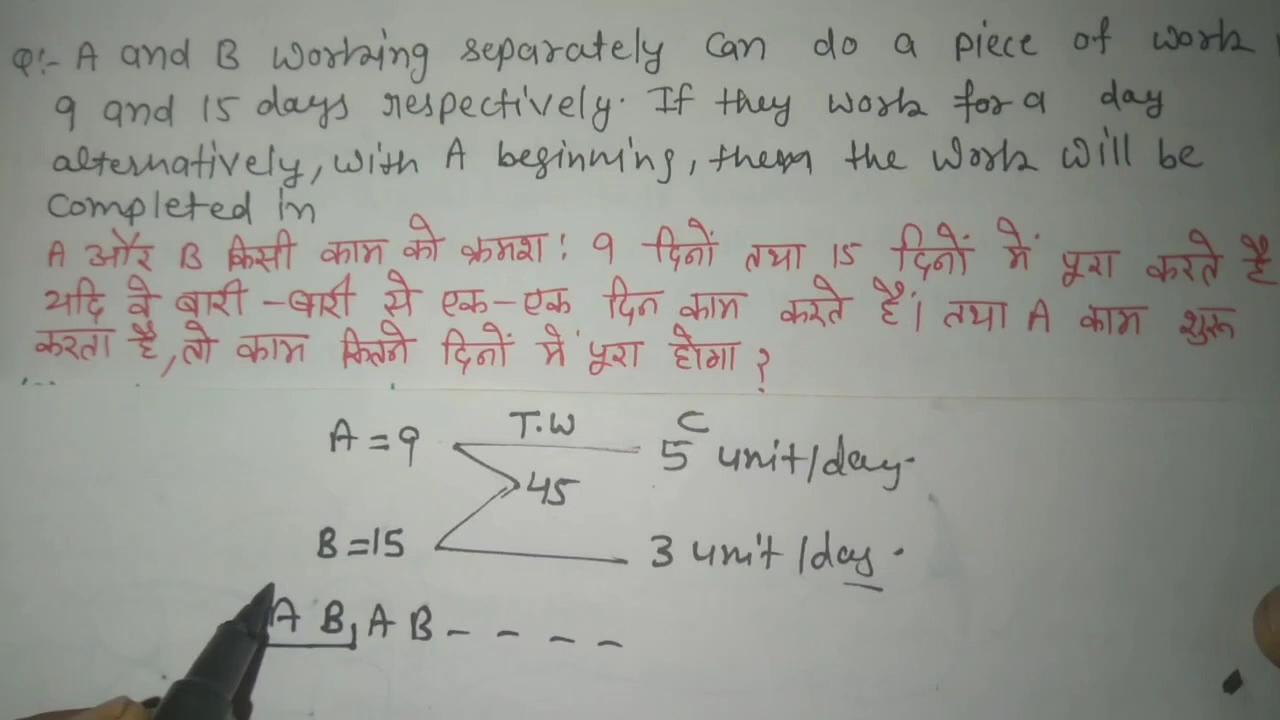 Q:- A and B working separately can do a piece of work
9 and 15 days respectively. If they work for a day
alternatively, with A beginning, them the work will be
completed in
A और B किसी काम को क्रमश: 9 दिनों तथा 15 दिनों में पूरा करते है
यदि वे बारी-बारी से एक-एक दिन काम करते हैं। तथा A काम शुरू
करता है, तो काम कितने दिनों में पूरा होगा?
T.W C
A=9 5 unit/day.
45
B=15 3 unit/day.
A B, A B - - - -